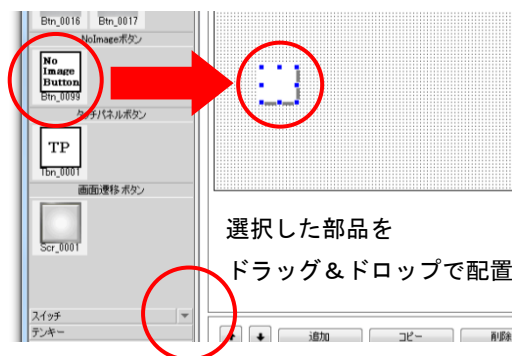 Btn_0016 Btn_0017
NoImageボタン
No
Image
Button
Btn_0099
タッチパネルボタン
TP
Tbn_0001
画面遷移ボタン
Scr_0001
選択した部品を
ドラッグ＆ドロップで配置
スイッチ
テンキー
追加 コピー 削除